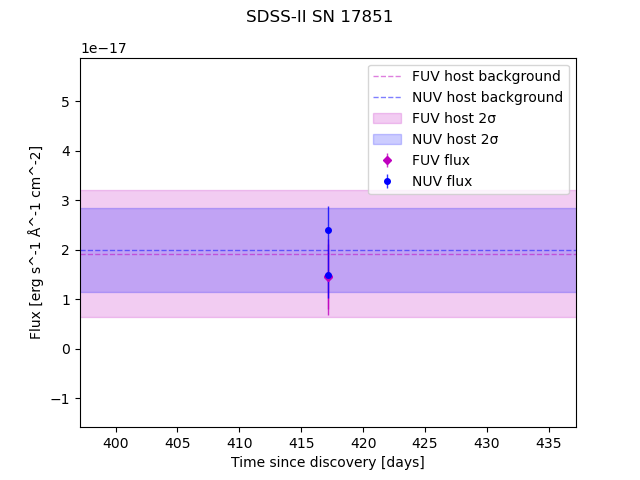 SDSS-II SN 17851
1e−17
FUV host background
NUV host background
FUV host 2σ
NUV host 2σ
FUV flux
NUV flux
5
4
3
2
1
0
−1
Flux [erg s^-1 Å^-1 cm^-2]
400 405 410 415 420 425 430 435
Time since discovery [days]